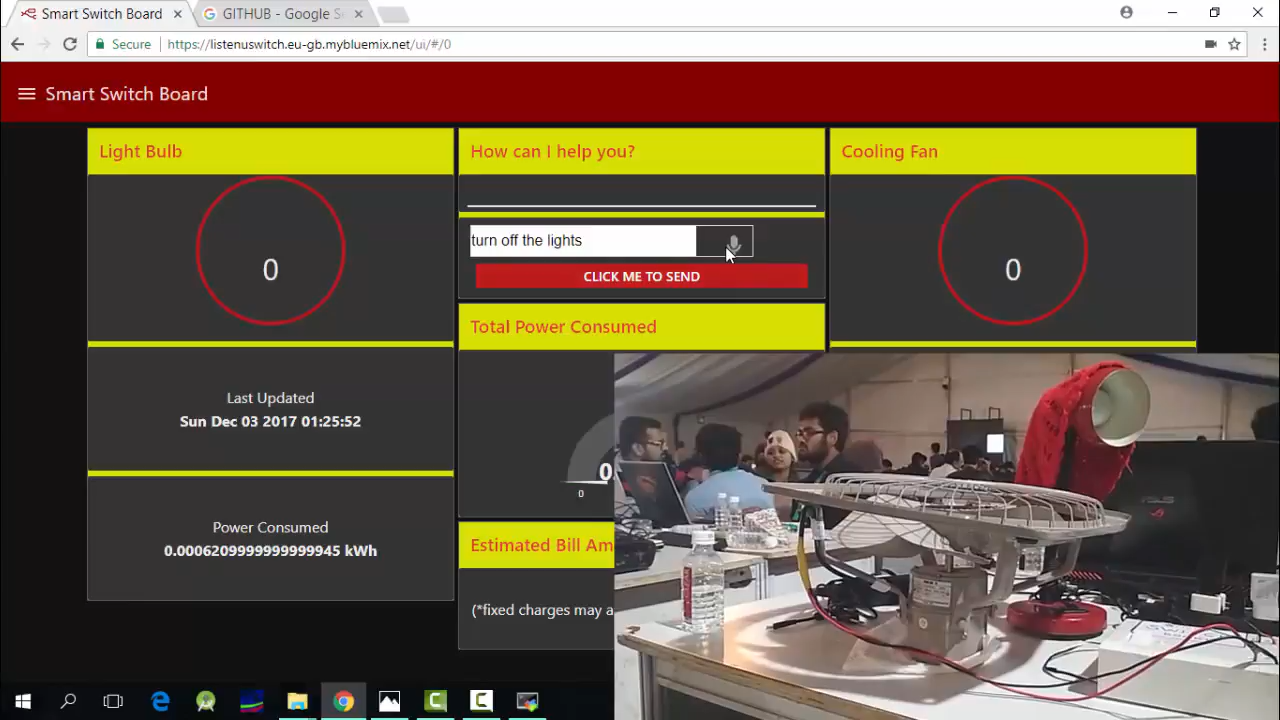 Smart Switch Board
GITHUB - Google S
Secure
https://listenuswitch.eu-gb.mybluemix.net/ui/#/0
Smart Switch Board
Light Bulb
0
Last Updated
Sun Dec 03 2017 01:25:52
Power Consumed
0.0006209999999999945 kWh
How can I help you?
turn off the lights
CLICK ME TO SEND
Total Power Consumed
0
0
Estimated Bill Am
(*fixed charges may a
Cooling Fan
0